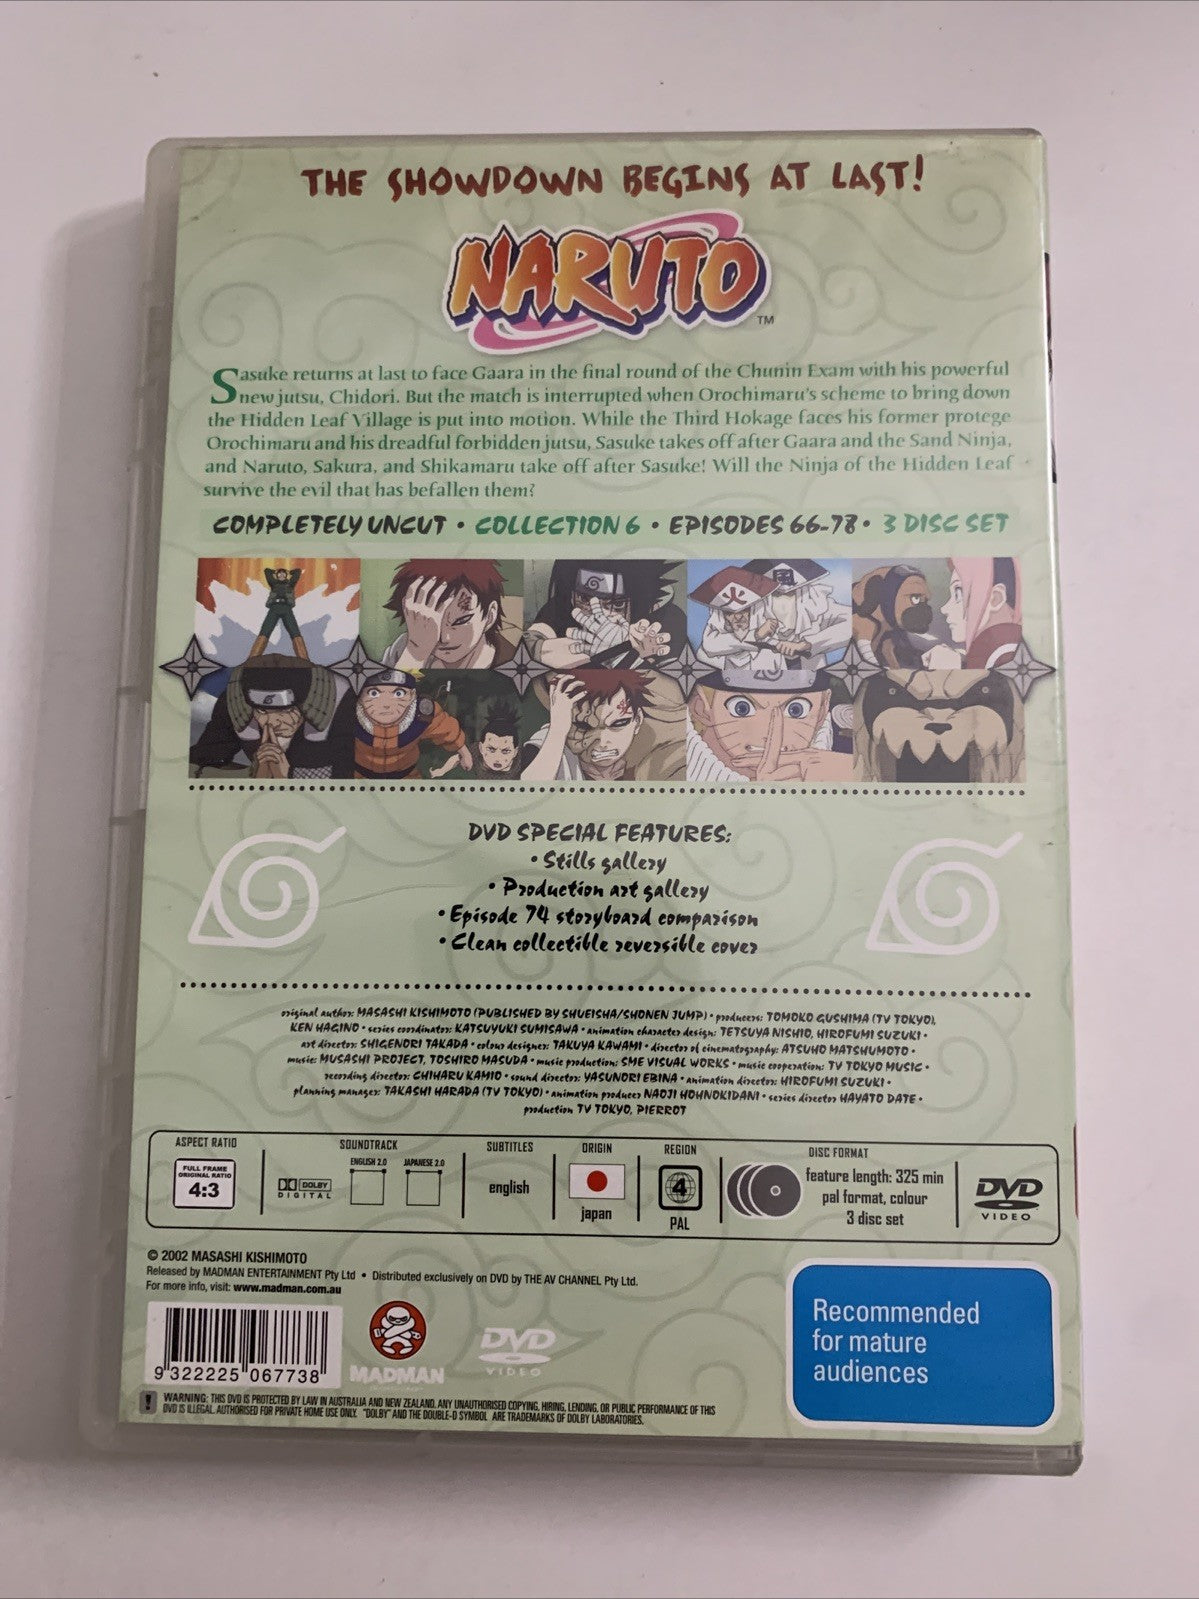 THE SHOWDOWN BEGINS AT LAST!
NARUTO
TM
Sasuke returns at last to face Gaara in the final round of the Chunin Exam with his powerful
new jutsu, Chidori. But the match is interrupted when Orochimaru's scheme to bring down
the Hidden Leaf Village is put into motion. While the Third Hokage faces his former protege
Orochimaru and his dreadful forbidden jutsu, Sasuke takes off after Gaara and the Sand Ninja,
and Naruto, Sakura, and Shikamaru take off after Sasuke! Will the Ninja of the Hidden Leaf
survive the evil that has befallen them?
COMPLETELY UNCUT • COLLECTION 6 • EPISODES 66-78 • 3 DISC SET
火
風
愛
愛
DVD SPECIAL FEATURES:
• Stills gallery
• Production art gallery
• Episode 74 storyboard comparison
• Clean collectible reversible cover
original author: MASASHI KISHIMOTO (PUBLISHED BY SHUEISHA/SHONEN JUMP) • producers: TOMOKO GUSHIMA (TV TOKYO),
KEN HAGINO • series coordinator: KATSUYUKI SUMISAWA • animation character design: TETSUYA NISHIO, HIROFUMI SUZUKI •
art director: SHIGENORI TAKADA • colour designer: TAKUYA KAWAMI • director of cinematography: ATSUHO MATSHUMOTO •
music: MUSASHI PROJECT, TOSHIRO MASUDA • music production: SME VISUAL WORKS • music cooperation: TV TOKYO MUSIC •
recording director: CHIHARU KAMIO • sound director: YASUNORI EBINA • animation director: HIROFUMI SUZUKI •
planning manager: TAKASHI HARADA (TV TOKYO) • animation producer NAOJI HOHNOKIDANI • series director HAYATO DATE •
production TV TOKYO, PIERROT
ASPECT RATIO
FULL FRAME
ORIGINAL RATIO
4:3
SOUNDTRACK
DOLBY
DIGITAL
ENGLISH 2.0
JAPANESE 2.0
SUBTITLES
english
ORIGIN
japan
REGION
4
PAL
DISC FORMAT
feature length: 325 min
pal format, colour
3 disc set
DVD
VIDEO
© 2002 MASASHI KISHIMOTO
Released by MADMAN ENTERTAINMENT Pty Ltd • Distributed exclusively on DVD by THE AV CHANNEL Pty Ltd.
For more info, visit: www.madman.com.au
9 322225 067738
MADMAN
DVD
VIDEO
Recommended
for mature
audiences
! WARNING: THIS DVD IS PROTECTED BY LAW IN AUSTRALIA AND NEW ZEALAND. ANY UNAUTHORISED COPYING, HIRING, LENDING, OR PUBLIC PERFORMANCE OF THIS
DVD IS ILLEGAL. AUTHORISED FOR PRIVATE HOME USE ONLY. "DOLBY" AND THE DOUBLE-D SYMBOL ARE TRADEMARKS OF DOLBY LABORATORIES.